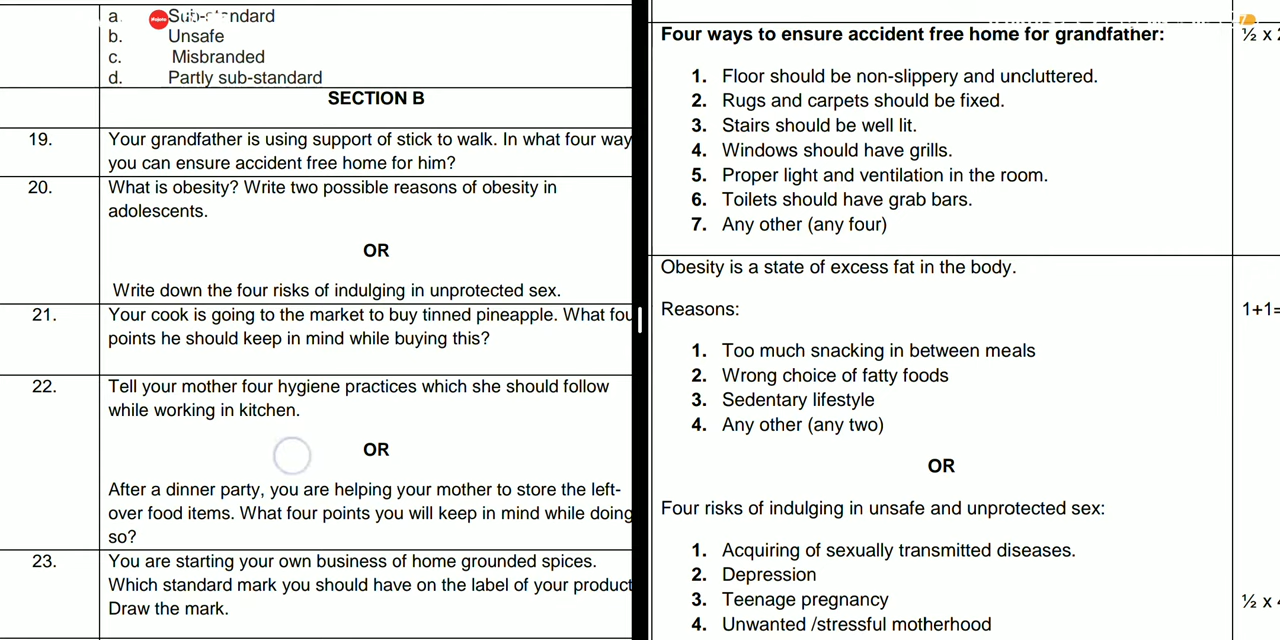 a. Sub-standard
b. Unsafe
c. Misbranded
d. Partly sub-standard
SECTION B
19. Your grandfather is using support of stick to walk. In what four way
you can ensure accident free home for him?
20. What is obesity? Write two possible reasons of obesity in
adolescents.
OR
Write down the four risks of indulging in unprotected sex.
21. Your cook is going to the market to buy tinned pineapple. What fou
points he should keep in mind while buying this?
22. Tell your mother four hygiene practices which she should follow
while working in kitchen.
OR
After a dinner party, you are helping your mother to store the left-
over food items. What four points you will keep in mind while doing
so?
23. You are starting your own business of home grounded spices.
Which standard mark you should have on the label of your product
Draw the mark.
Four ways to ensure accident free home for grandfather: ½ x
1. Floor should be non-slippery and uncluttered.
2. Rugs and carpets should be fixed.
3. Stairs should be well lit.
4. Windows should have grills.
5. Proper light and ventilation in the room.
6. Toilets should have grab bars.
7. Any other (any four)
Obesity is a state of excess fat in the body.
Reasons: 1+1=
1. Too much snacking in between meals
2. Wrong choice of fatty foods
3. Sedentary lifestyle
4. Any other (any two)
OR
Four risks of indulging in unsafe and unprotected sex:
1. Acquiring of sexually transmitted diseases.
2. Depression
3. Teenage pregnancy ½ x
4. Unwanted /stressful motherhood